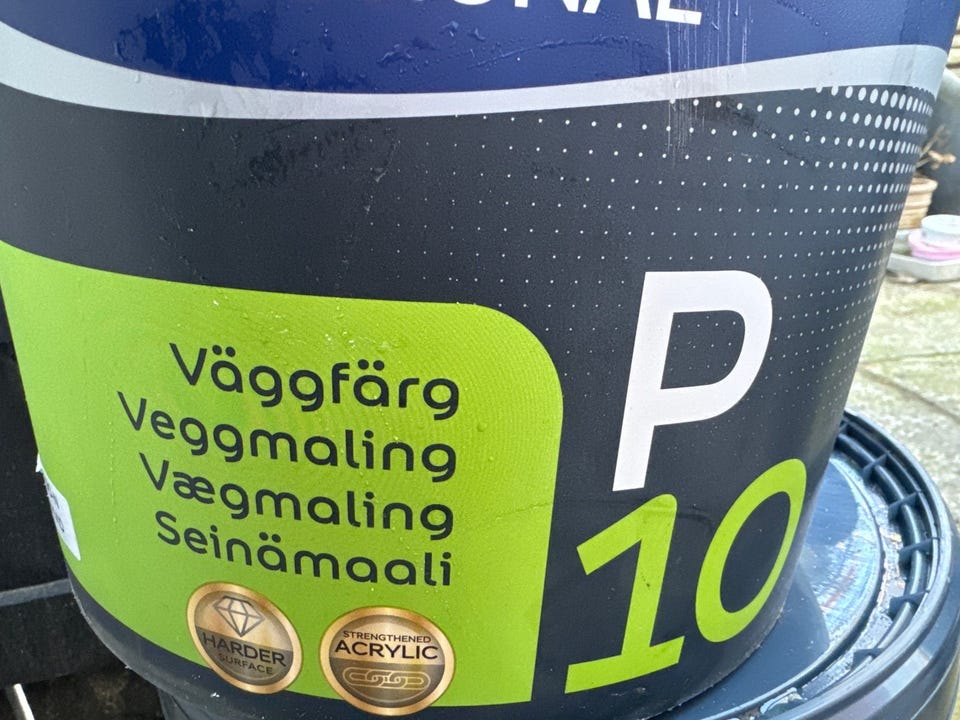 Väggfärg
Veggmaling
Vægmaling
Seinämaali
P
10
HARDER
SURFACE
STRENGTHENED
ACRYLIC